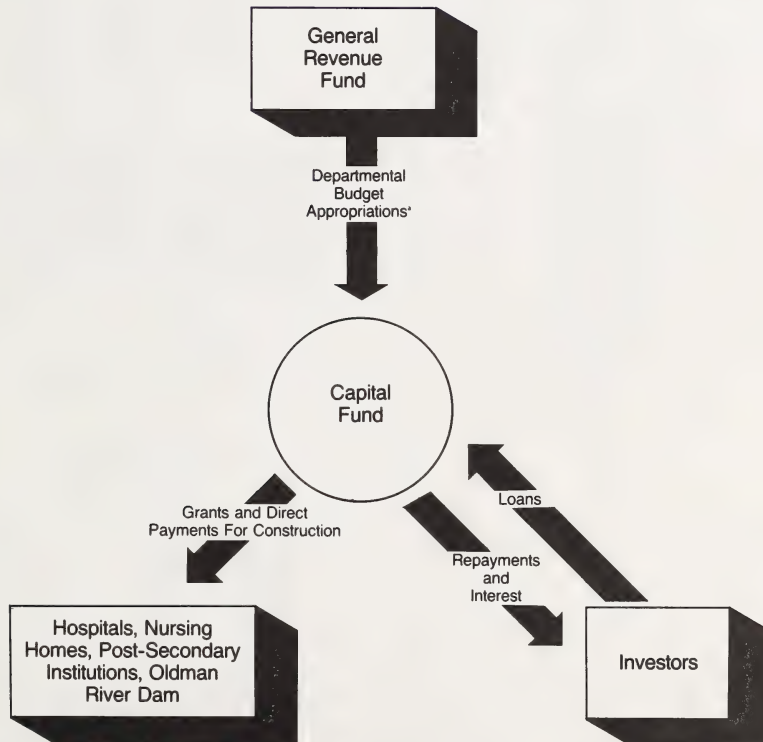 General
Revenue
Fund
Departmental
Budget
Appropriationsᵃ
Capital
Fund
Grants and Direct
Payments For Construction
Loans
Repayments
and
Interest
Hospitals, Nursing
Homes, Post-Secondary
Institutions, Oldman
River Dam
Investors